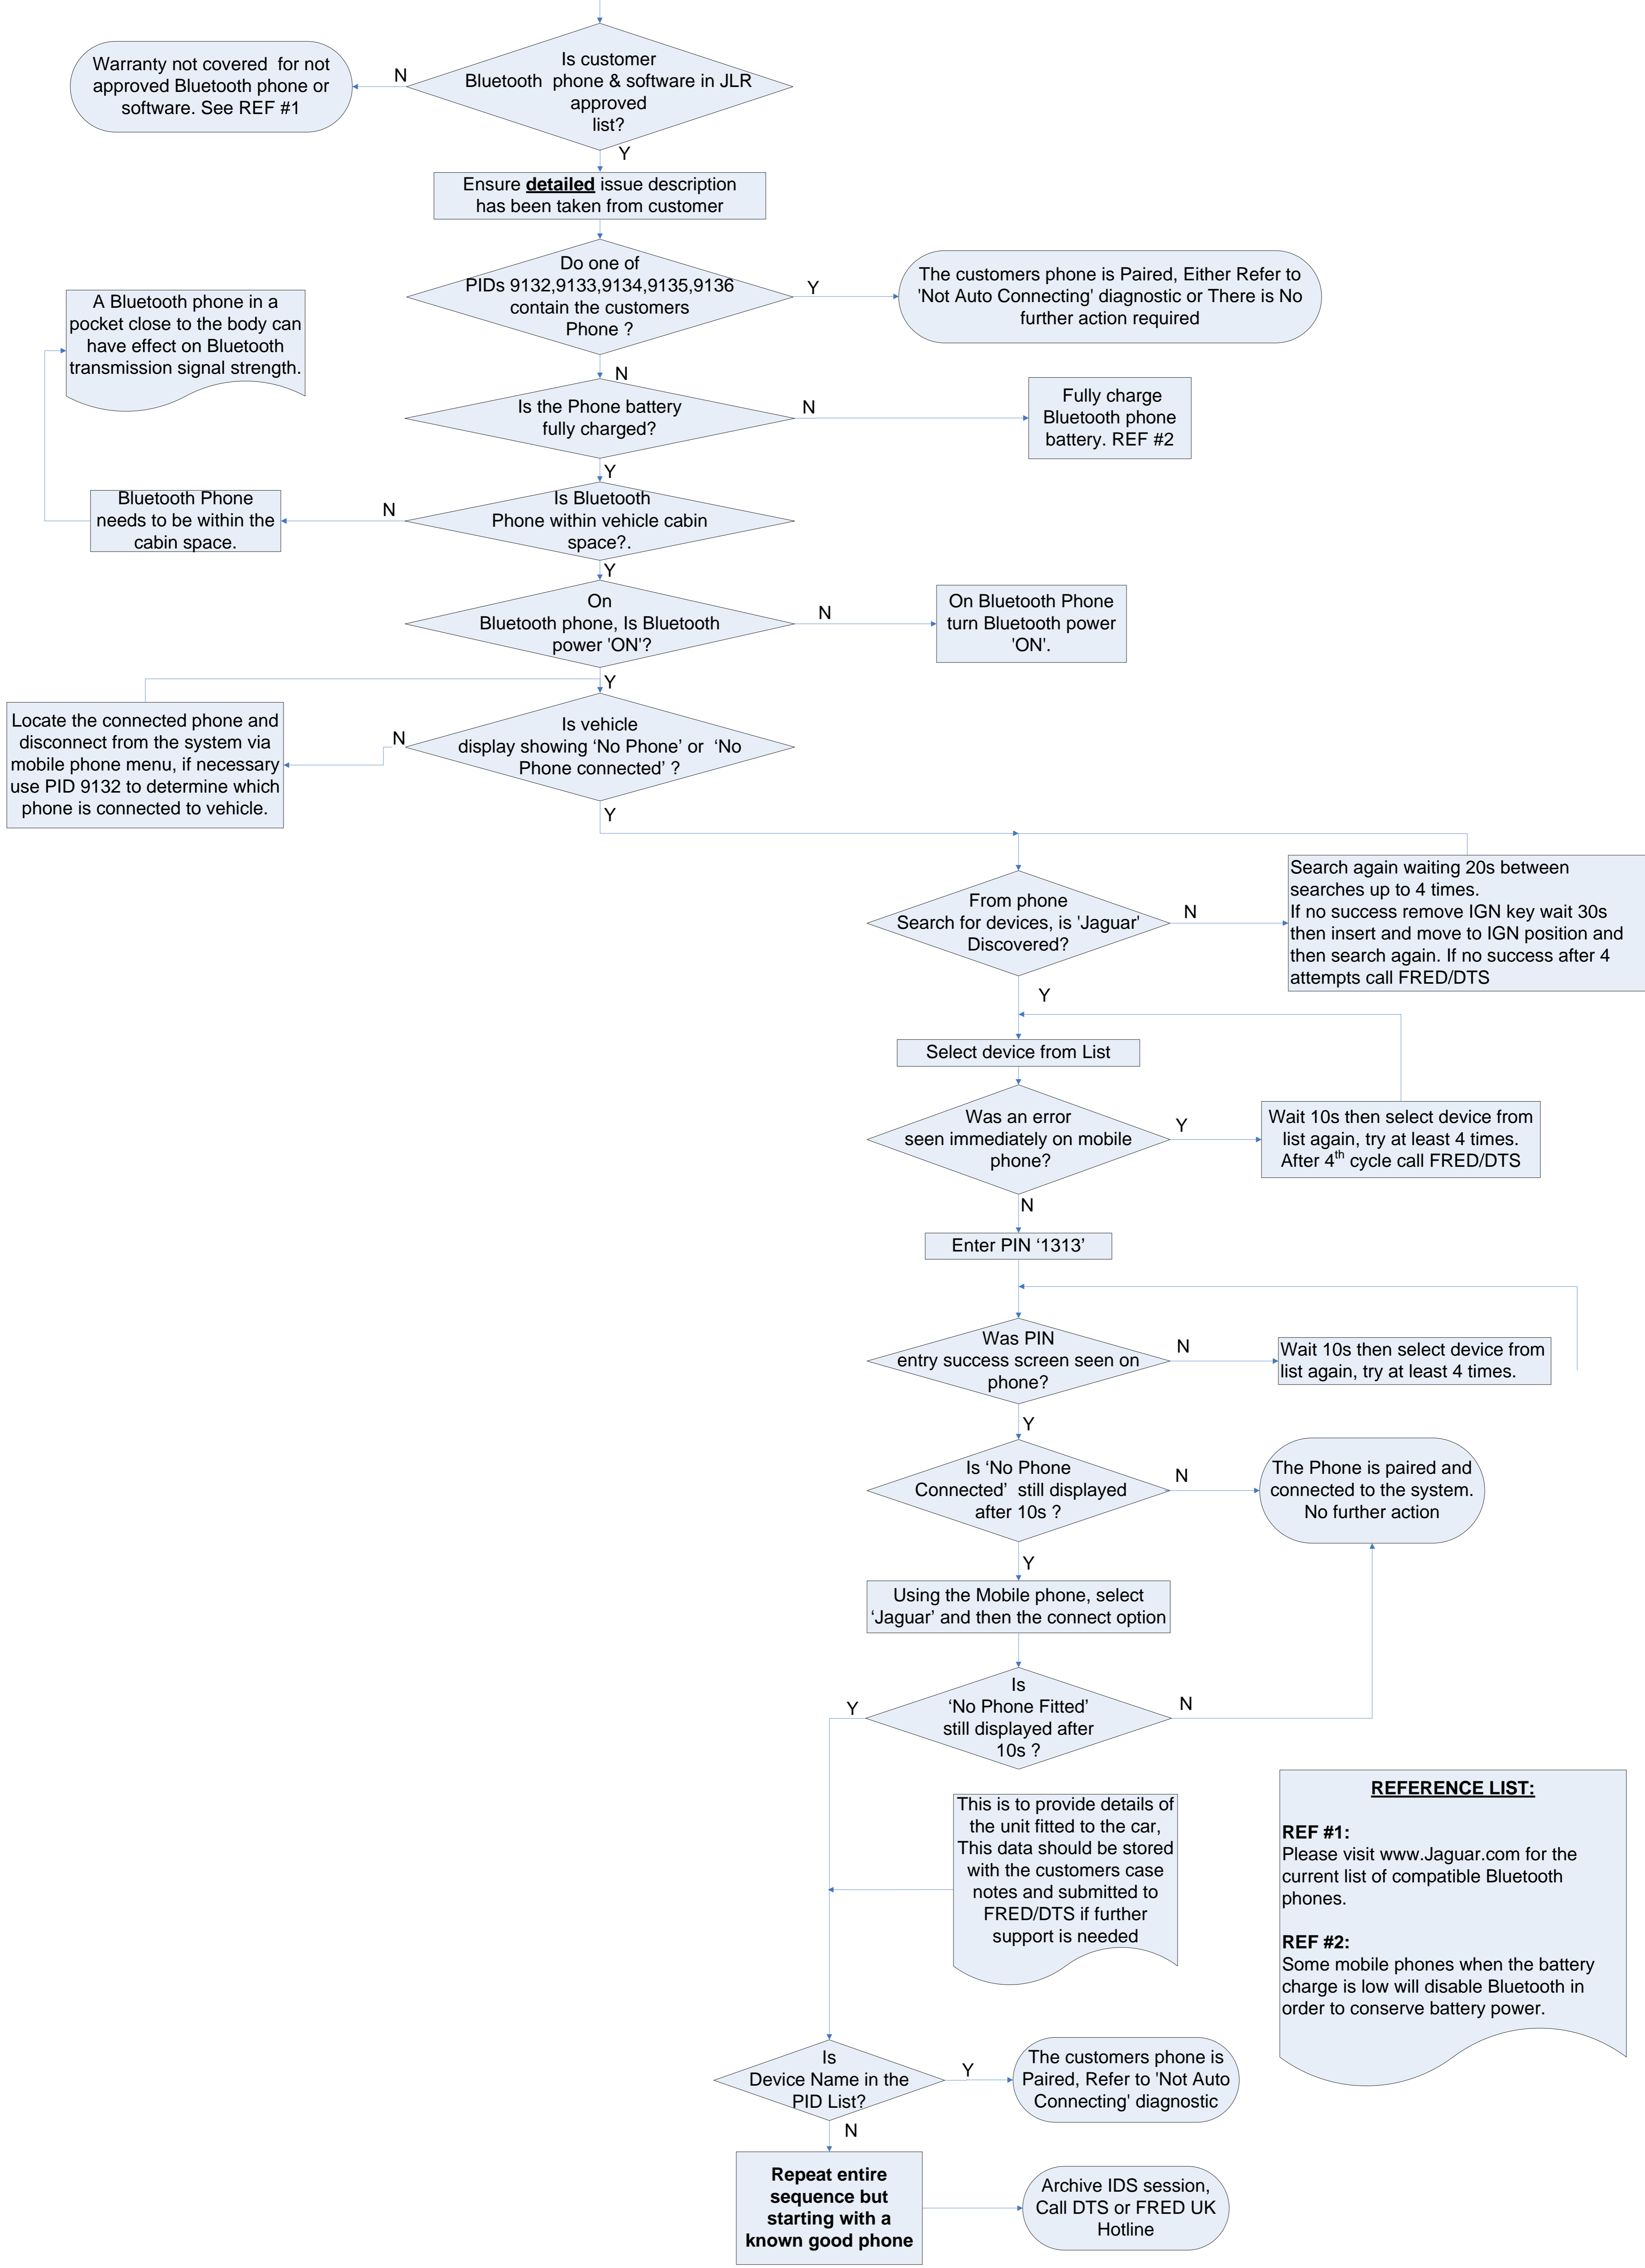 Is customer
Bluetooth phone & software in JLR
approved
list?
N
Warranty not covered for not
approved Bluetooth phone or
software. See REF #1
Y
Ensure detailed issue description
has been taken from customer
Do one of
PIDs 9132,9133,9134,9135,9136
contain the customers
Phone ?
Y
The customers phone is Paired, Either Refer to
'Not Auto Connecting' diagnostic or There is No
further action required
A Bluetooth phone in a
pocket close to the body can
have effect on Bluetooth
transmission signal strength.
N
Is the Phone battery
fully charged?
N
Fully charge
Bluetooth phone
battery. REF #2
Y
Is Bluetooth
Phone within vehicle cabin
space?.
N
Bluetooth Phone
needs to be within the
cabin space.
Y
On
Bluetooth phone, Is Bluetooth
power 'ON'?
N
On Bluetooth Phone
turn Bluetooth power
'ON'.
Y
Is vehicle
display showing ‘No Phone’ or ‘No
Phone connected’ ?
N
Locate the connected phone and
disconnect from the system via
mobile phone menu, if necessary
use PID 9132 to determine which
phone is connected to vehicle.
Y
From phone
Search for devices, is 'Jaguar'
Discovered?
N
Search again waiting 20s between
searches up to 4 times.
If no success remove IGN key wait 30s
then insert and move to IGN position and
then search again. If no success after 4
attempts call FRED/DTS
Y
Select device from List
Was an error
seen immediately on mobile
phone?
Y
Wait 10s then select device from
list again, try at least 4 times.
After 4th cycle call FRED/DTS
N
Enter PIN ‘1313’
Was PIN
entry success screen seen on
phone?
N
Wait 10s then select device from
list again, try at least 4 times.
Y
Is ‘No Phone
Connected’ still displayed
after 10s ?
N
The Phone is paired and
connected to the system.
No further action
Y
Using the Mobile phone, select
‘Jaguar’ and then the connect option
Is
‘No Phone Fitted’
still displayed after
10s ?
Y
N
This is to provide details of
the unit fitted to the car,
This data should be stored
with the customers case
notes and submitted to
FRED/DTS if further
support is needed
REFERENCE LIST:
REF #1:
Please visit www.Jaguar.com for the
current list of compatible Bluetooth
phones.
REF #2:
Some mobile phones when the battery
charge is low will disable Bluetooth in
order to conserve battery power.
Is
Device Name in the
PID List?
Y
The customers phone is
Paired, Refer to 'Not Auto
Connecting' diagnostic
N
Repeat entire
sequence but
starting with a
known good phone
Archive IDS session,
Call DTS or FRED UK
Hotline